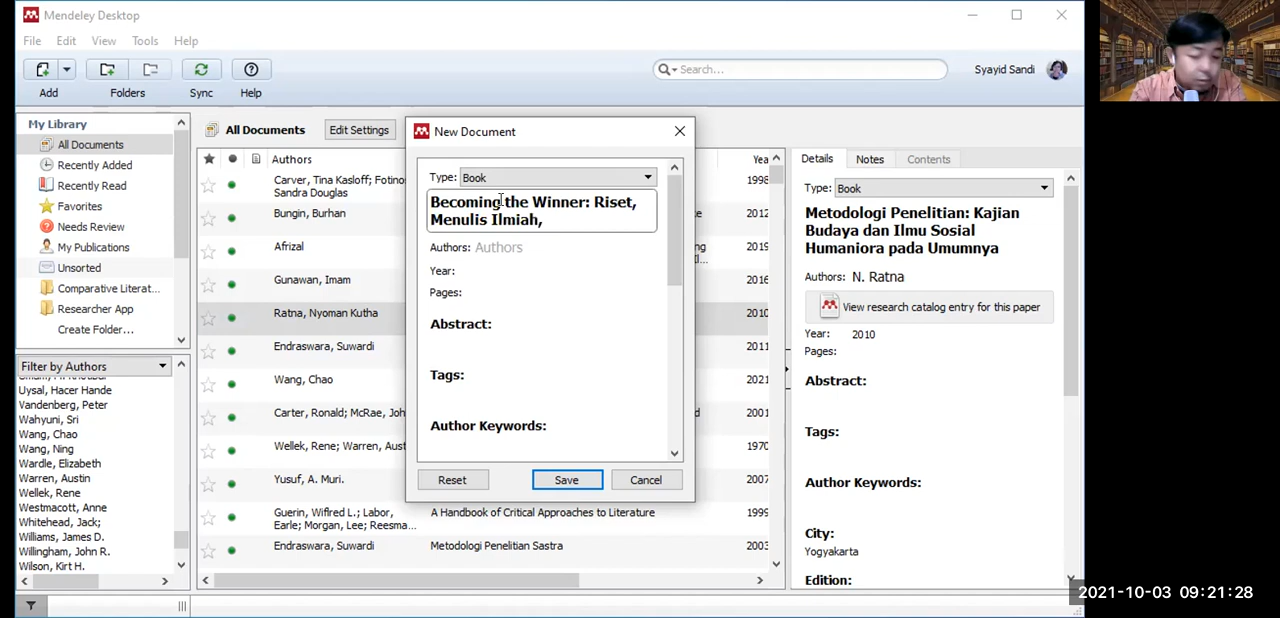 Mendeley Desktop
File Edit View Tools Help
Search...
Syayid Sandi
Add Folders Sync Help
My Library
All Documents
Recently Added
Recently Read
Favorites
Needs Review
My Publications
Unsorted
Comparative Literat...
Researcher App
Create Folder...
Filter by Authors
Uysal, Hacer Hande
Vandenberg, Peter
Wahyuni, Sri
Wang, Chao
Wang, Ning
Wardle, Elizabeth
Warren, Austin
Wellek, Rene
Westmacott, Anne
Whitehead, Jack;
Williams, James D.
Willingham, John R.
Wilson, Kirt H.
All Documents Edit Settings
Authors Yea
Carver, Tina Kasloff; Fotino 1998
Sandra Douglas
Bungin, Burhan 2012
Afrizal 2019
Gunawan, Imam 2016
Ratna, Nyoman Kutha 2010
Endraswara, Suwardi 2011
Wang, Chao 2021
Carter, Ronald; McRae, Joh 2001
Wellek, Rene; Warren, Aust 1970
Yusuf, A. Muri. 2007
Guerin, Wilfred L.; Labor, A Handbook of Critical Approaches to Literature 1999
Earle; Morgan, Lee; Reesma...
Endraswara, Suwardi Metodologi Penelitian Sastra 2003
New Document
Type: Book
Becoming the Winner: Riset,
Menulis Ilmiah,
Authors: Authors
Year:
Pages:
Abstract:
Tags:
Author Keywords:
Reset Save Cancel
Details Notes Contents
Type: Book
Metodologi Penelitian: Kajian
Budaya dan Ilmu Sosial
Humaniora pada Umumnya
Authors: N. Ratna
View research catalog entry for this paper
Year: 2010
Pages:
Abstract:
Tags:
Author Keywords:
City:
Yogyakarta
Edition:
2021-10-03 09:21:28